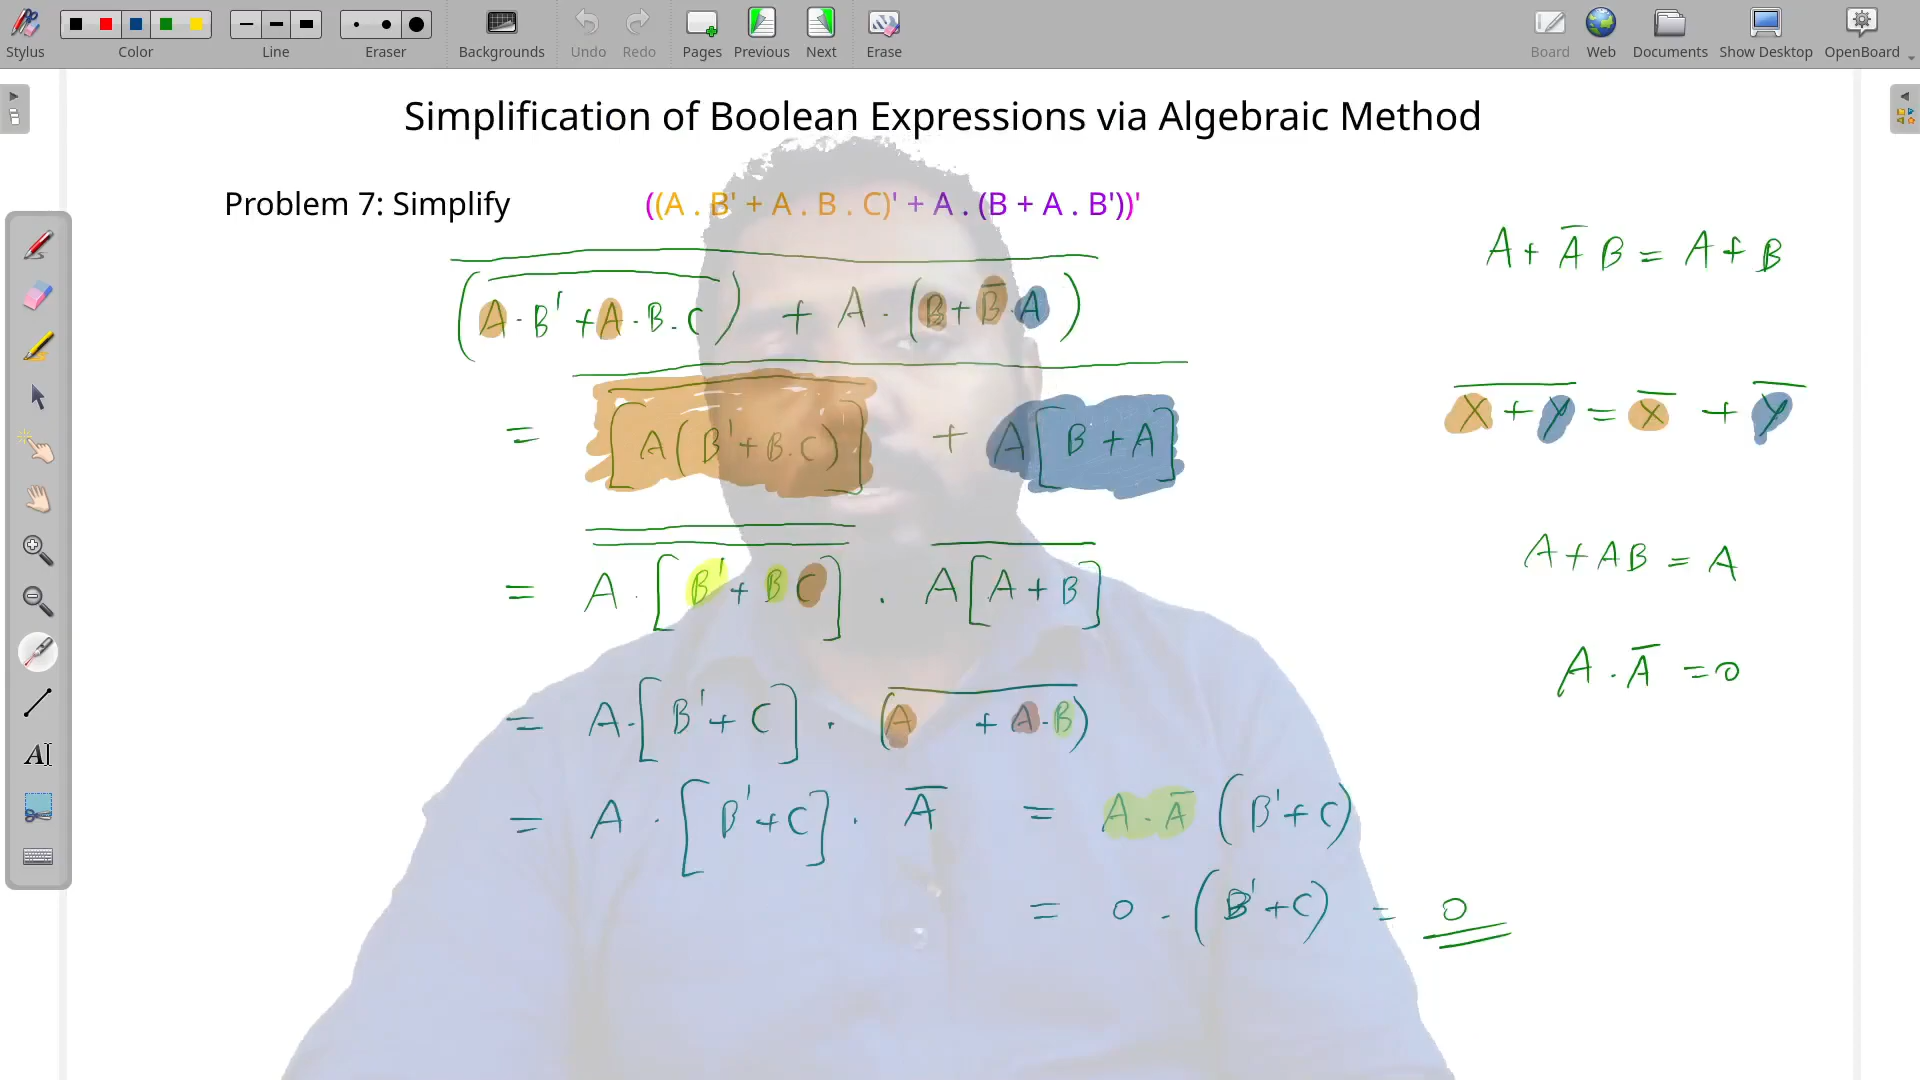 Stylus Color Line Eraser Backgrounds Undo Redo Pages Previous Next Erase Board Web Documents Show Desktop OpenBoard
Simplification of Boolean Expressions via Algebraic Method
Problem 7: Simplify ((A . B' + A . B . C)' + A . (B + A . B'))'
A + A̅ B = A + B
(A · B' + A · B . C) + A · (B + B̅ · A)
X + Y = X̅ + Y̅
= [A(B' + B.C)] + A[B + A]
A + AB = A
= A · [B' + B C] . A[A + B]
A . A̅ = 0
= A · [B' + C] · (A + A · B)
= A · [B' + C] · A̅ = A · A̅ (B' + C)
= 0 · (B' + C) = 0
A